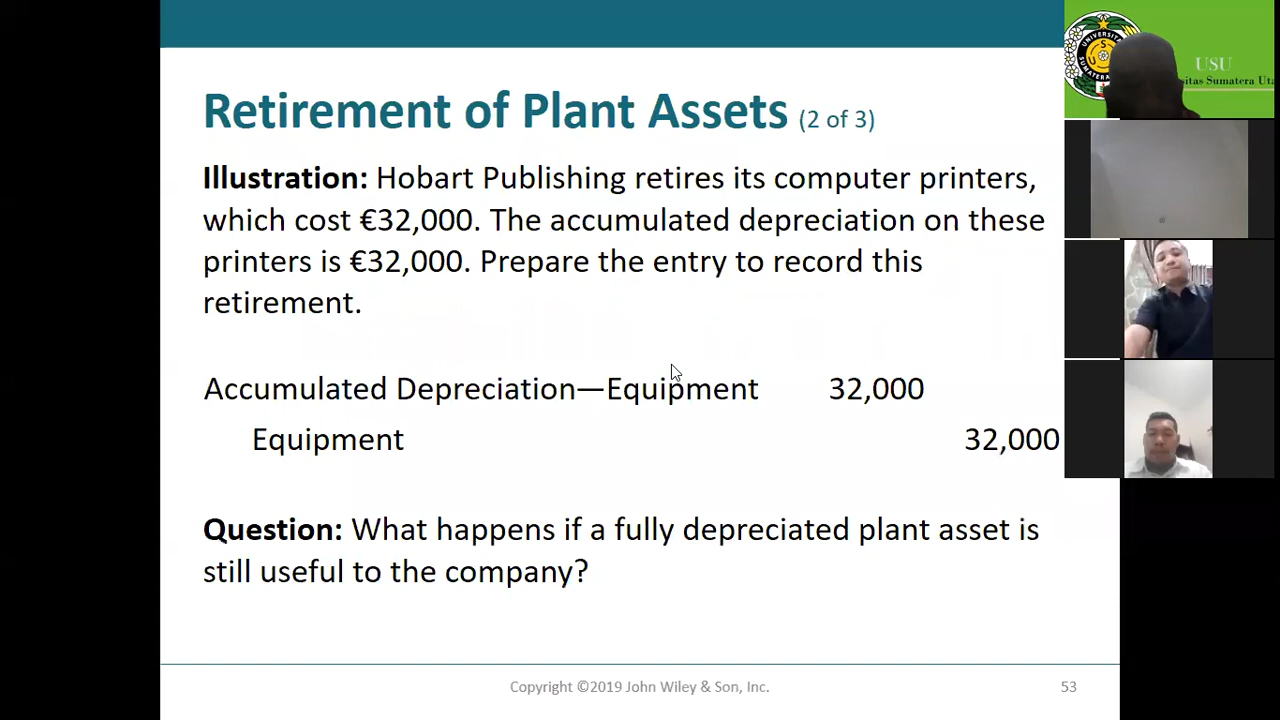 Retirement of Plant Assets (2 of 3)
Illustration: Hobart Publishing retires its computer printers,
which cost €32,000. The accumulated depreciation on these
printers is €32,000. Prepare the entry to record this
retirement.
Accumulated Depreciation—Equipment 32,000
Equipment 32,000
Question: What happens if a fully depreciated plant asset is
still useful to the company?
Copyright ©2019 John Wiley & Son, Inc. 53
USU
sitas Sumatera Uta